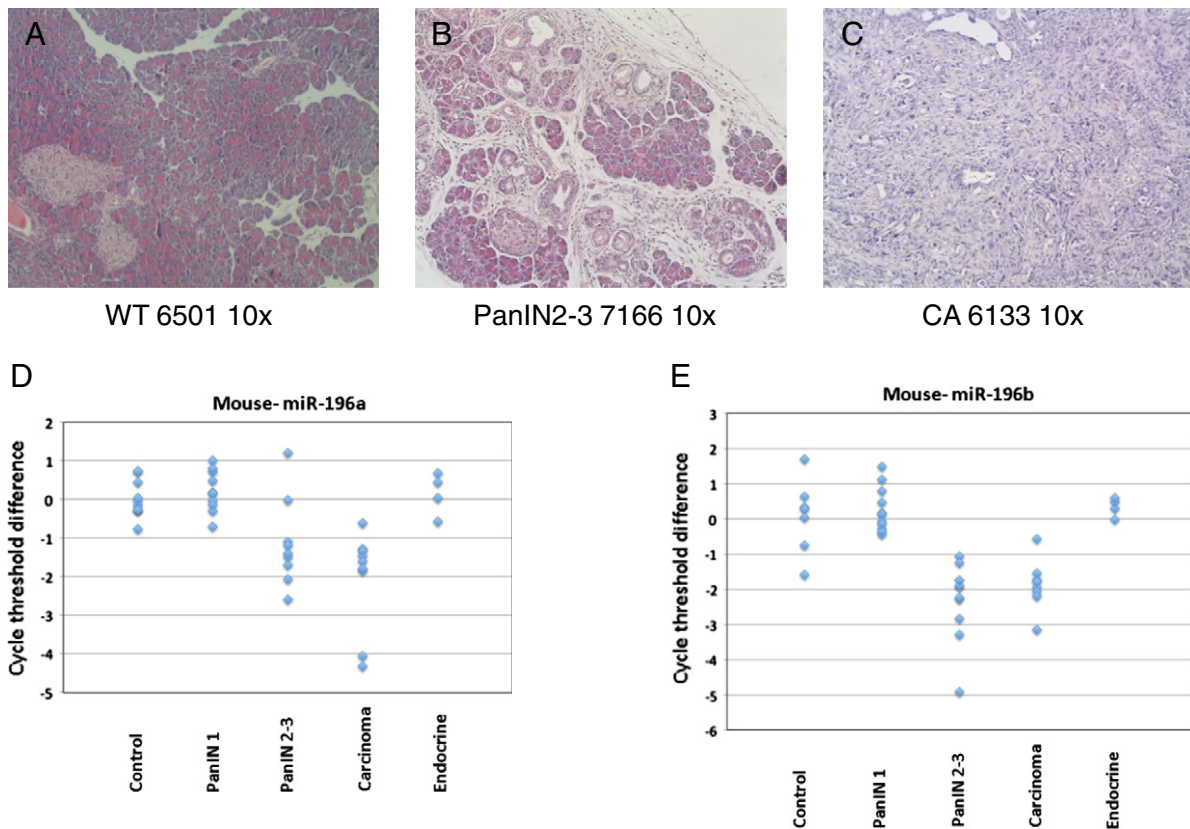 A
B
C
WT 6501 10x
PanIN2-3 7166 10x
CA 6133 10x
D
Mouse- miR-196a
Cycle threshold difference
2
1
0
-1
-2
-3
-4
-5
Control
PanIN 1
PanIN 2-3
Carcinoma
Endocrine
E
Mouse- miR-196b
Cycle threshold difference
3
2
1
0
-1
-2
-3
-4
-5
-6
Control
PanIN 1
PanIN 2-3
Carcinoma
Endocrine